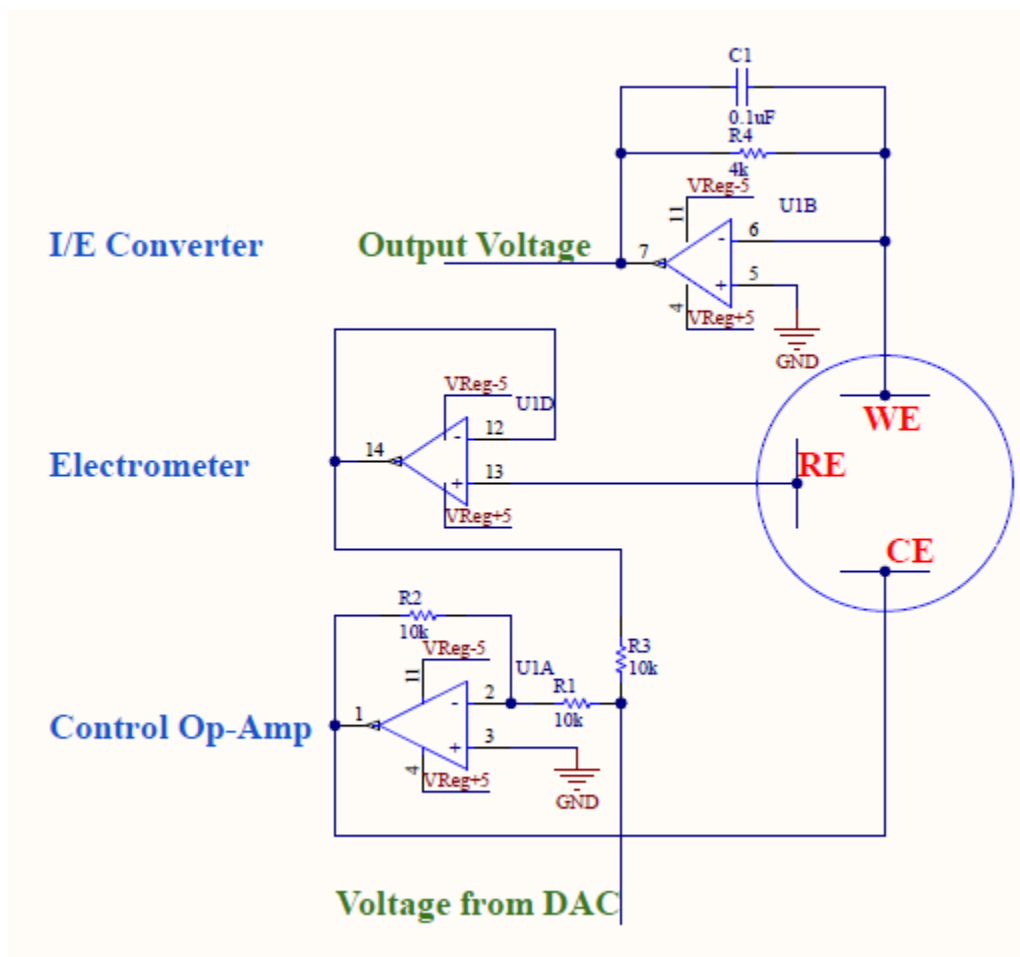 C1
0.1uF
R4
4k
VReg-5
11
U1B
I/E Converter
Output Voltage
7
-
6
+
5
4
VReg+5
GND
WE
VReg-5
U1D
-
12
14
Electrometer
+
13
RE
VReg+5
CE
R2
10k
VReg-5
11
U1A
R3
10k
R1
10k
-
2
Control Op-Amp
1
+
3
4
VReg+5
GND
Voltage from DAC